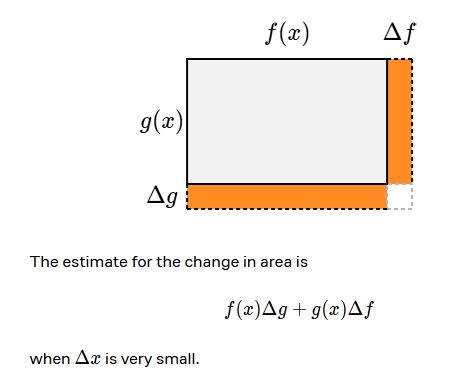 f(x) Δf
g(x)
Δg
The estimate for the change in area is
f(x)Δg + g(x)Δf
when Δx is very small.